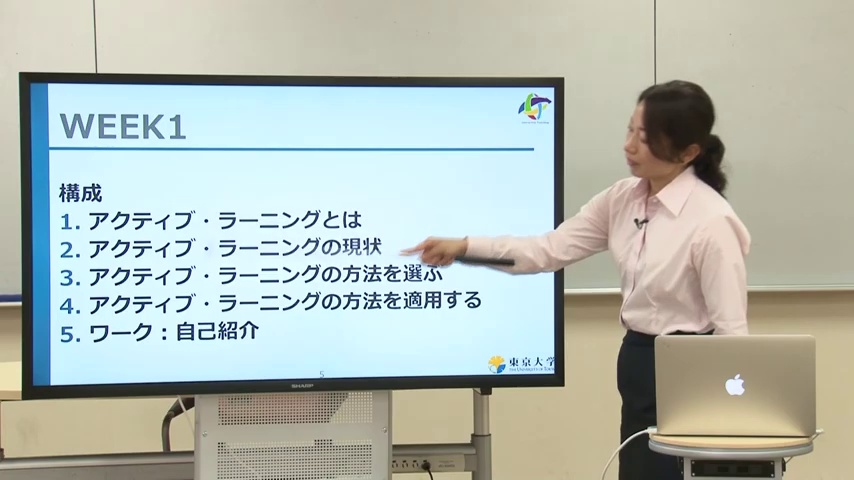 WEEK1
構成
1. アクティブ・ラーニングとは
2. アクティブ・ラーニングの現状
3. アクティブ・ラーニングの方法を選ぶ
4. アクティブ・ラーニングの方法を適用する
5. ワーク：自己紹介
5
東京大学
SHARP